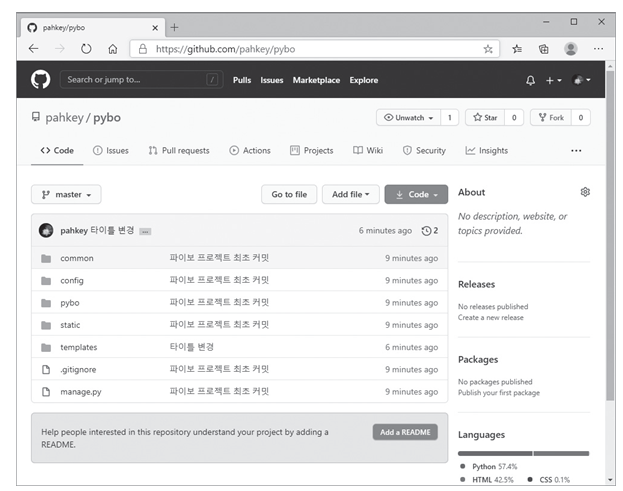 pahkey/pybo
https://github.com/pahkey/pybo
Search or jump to...
/
Pulls Issues Marketplace Explore
pahkey / pybo
Unwatch 1 Star 0 Fork 0
Code Issues Pull requests Actions Projects Wiki Security Insights
master Go to file Add file Code
pahkey 타이틀 변경 ... 6 minutes ago 2
common 파이보 프로젝트 최초 커밋 9 minutes ago
config 파이보 프로젝트 최초 커밋 9 minutes ago
pybo 파이보 프로젝트 최초 커밋 9 minutes ago
static 파이보 프로젝트 최초 커밋 9 minutes ago
templates 타이틀 변경 6 minutes ago
.gitignore 파이보 프로젝트 최초 커밋 9 minutes ago
manage.py 파이보 프로젝트 최초 커밋 9 minutes ago
Help people interested in this repository understand your project by adding a
README.
Add a README
About
No description, website, or
topics provided.
Releases
No releases published
Create a new release
Packages
No packages published
Publish your first package
Languages
Python 57.4%
HTML 42.5% CSS 0.1%